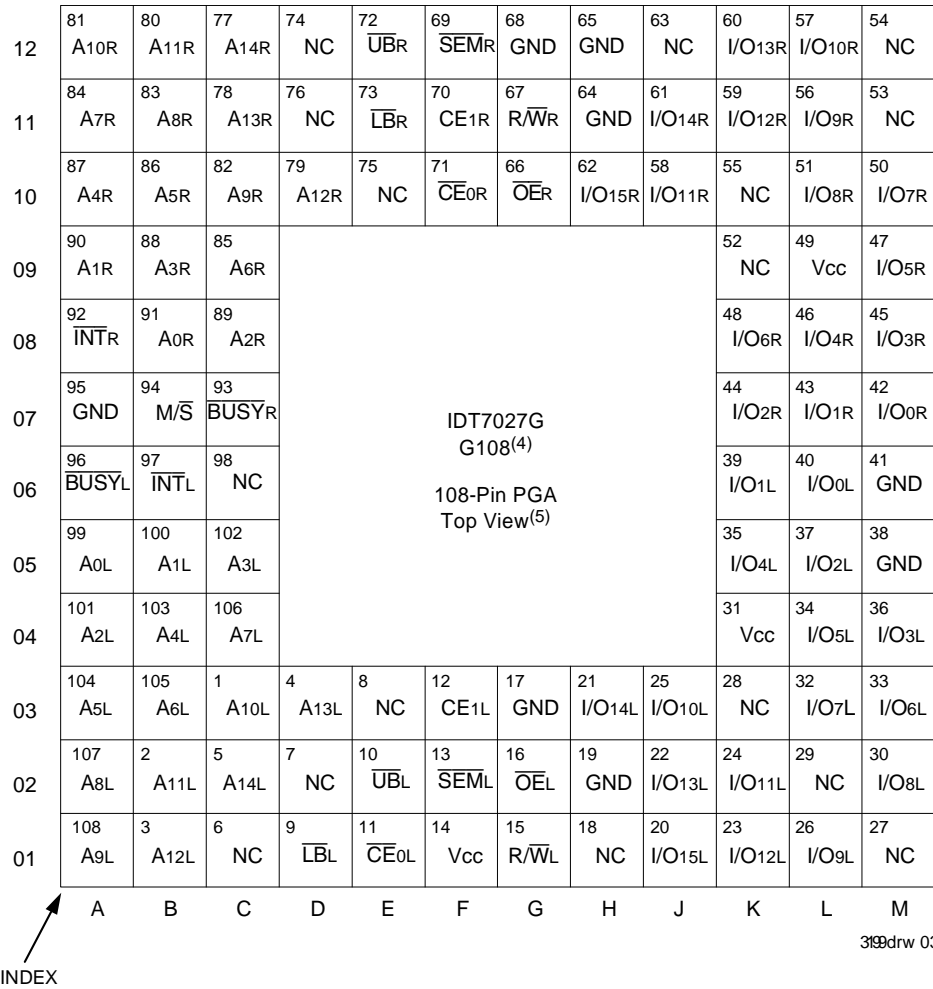 81 80 77 74 72 69 68 65 63 60 57 54
12 A10R A11R A14R NC UBR SEMR GND GND NC I/O13R I/O10R NC
84 83 78 76 73 70 67 64 61 59 56 53
11 A7R A8R A13R NC LBR CE1R R/WR GND I/O14R I/O12R I/O9R NC
87 86 82 79 75 71 66 62 58 55 51 50
10 A4R A5R A9R A12R NC CE0R OER I/O15R I/O11R NC I/O8R I/O7R
90 88 85 52 49 47
09 A1R A3R A6R NC Vcc I/O5R
92 91 89 48 46 45
08 INTR A0R A2R I/O6R I/O4R I/O3R
95 94 93 44 43 42
07 GND M/S BUSYR I/O2R I/O1R I/O0R
IDT7027G
G108(4)
96 97 98 39 40 41
06 BUSYL INTL NC I/O1L I/O0L GND
108-Pin PGA
Top View(5)
99 100 102 35 37 38
05 A0L A1L A3L I/O4L I/O2L GND
101 103 106 31 34 36
04 A2L A4L A7L Vcc I/O5L I/O3L
104 105 1 4 8 12 17 21 25 28 32 33
03 A5L A6L A10L A13L NC CE1L GND I/O14L I/O10L NC I/O7L I/O6L
107 2 5 7 10 13 16 19 22 24 29 30
02 A8L A11L A14L NC UBL SEML OEL GND I/O13L I/O11L NC I/O8L
108 3 6 9 11 14 15 18 20 23 26 27
01 A9L A12L NC LBL CE0L Vcc R/WL NC I/O15L I/O12L I/O9L NC
A B C D E F G H J K L M
drw 03
INDEX